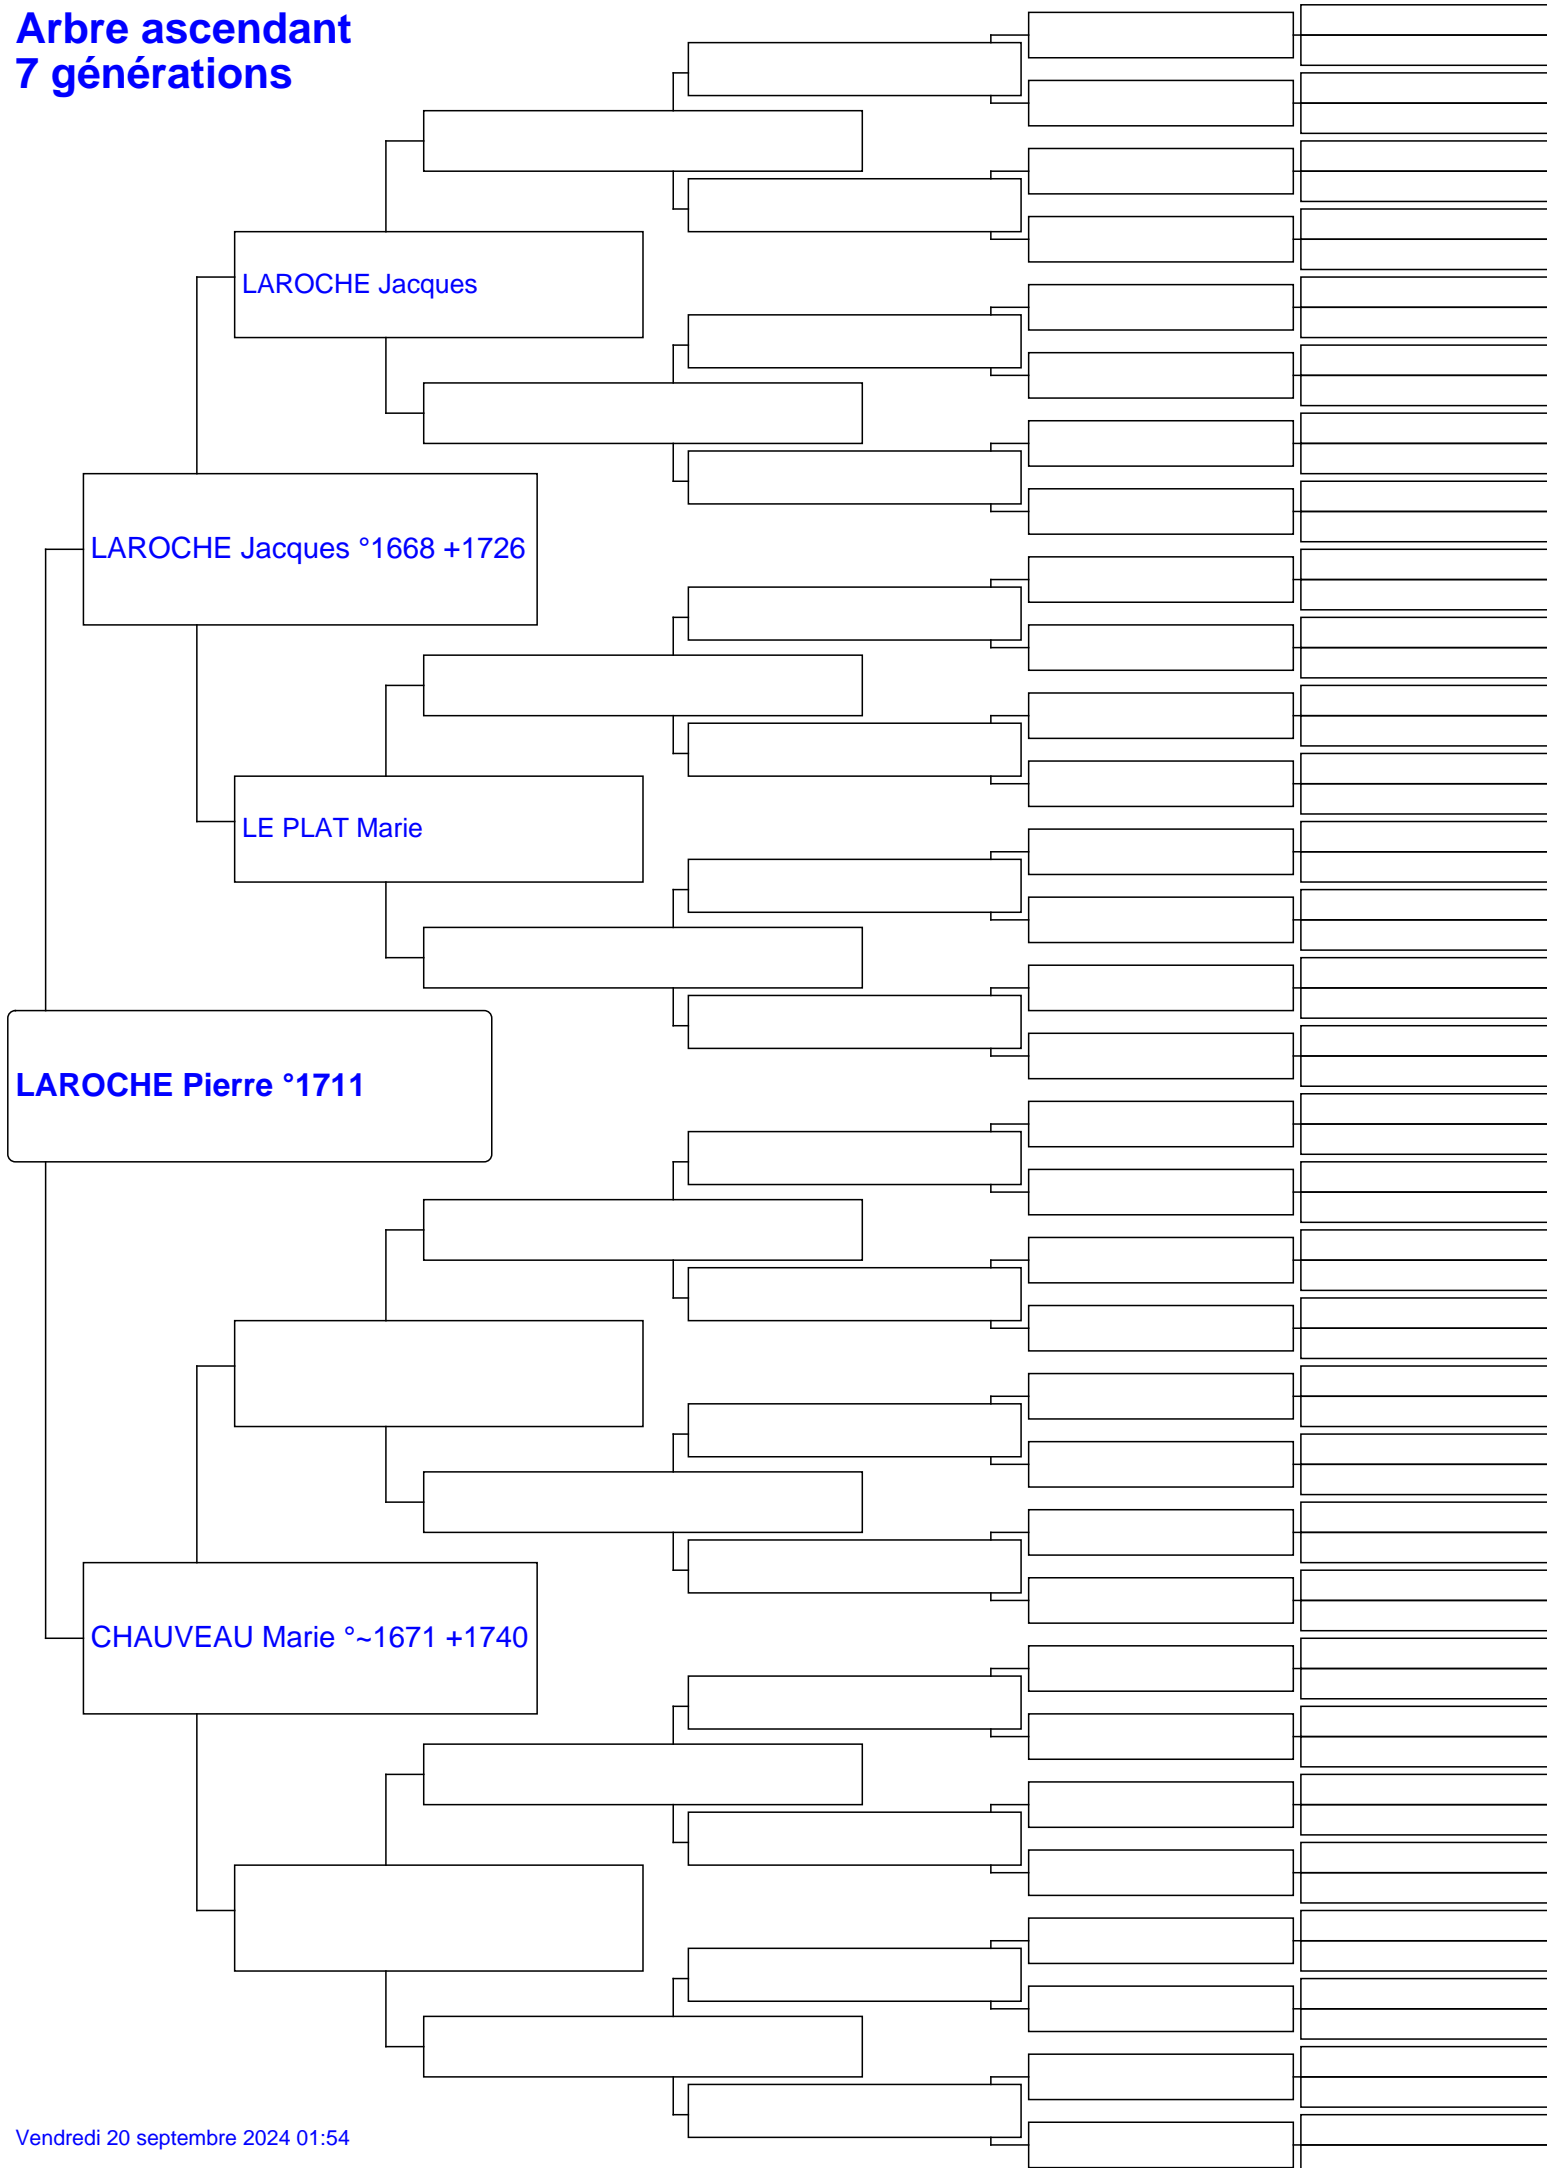 Arbre ascendant
7 générations
LAROCHE Jacques
LAROCHE Jacques °1668 +1726
LE PLAT Marie
LAROCHE Pierre °1711
CHAUVEAU Marie °~1671 +1740
Vendredi 20 septembre 2024 01:54